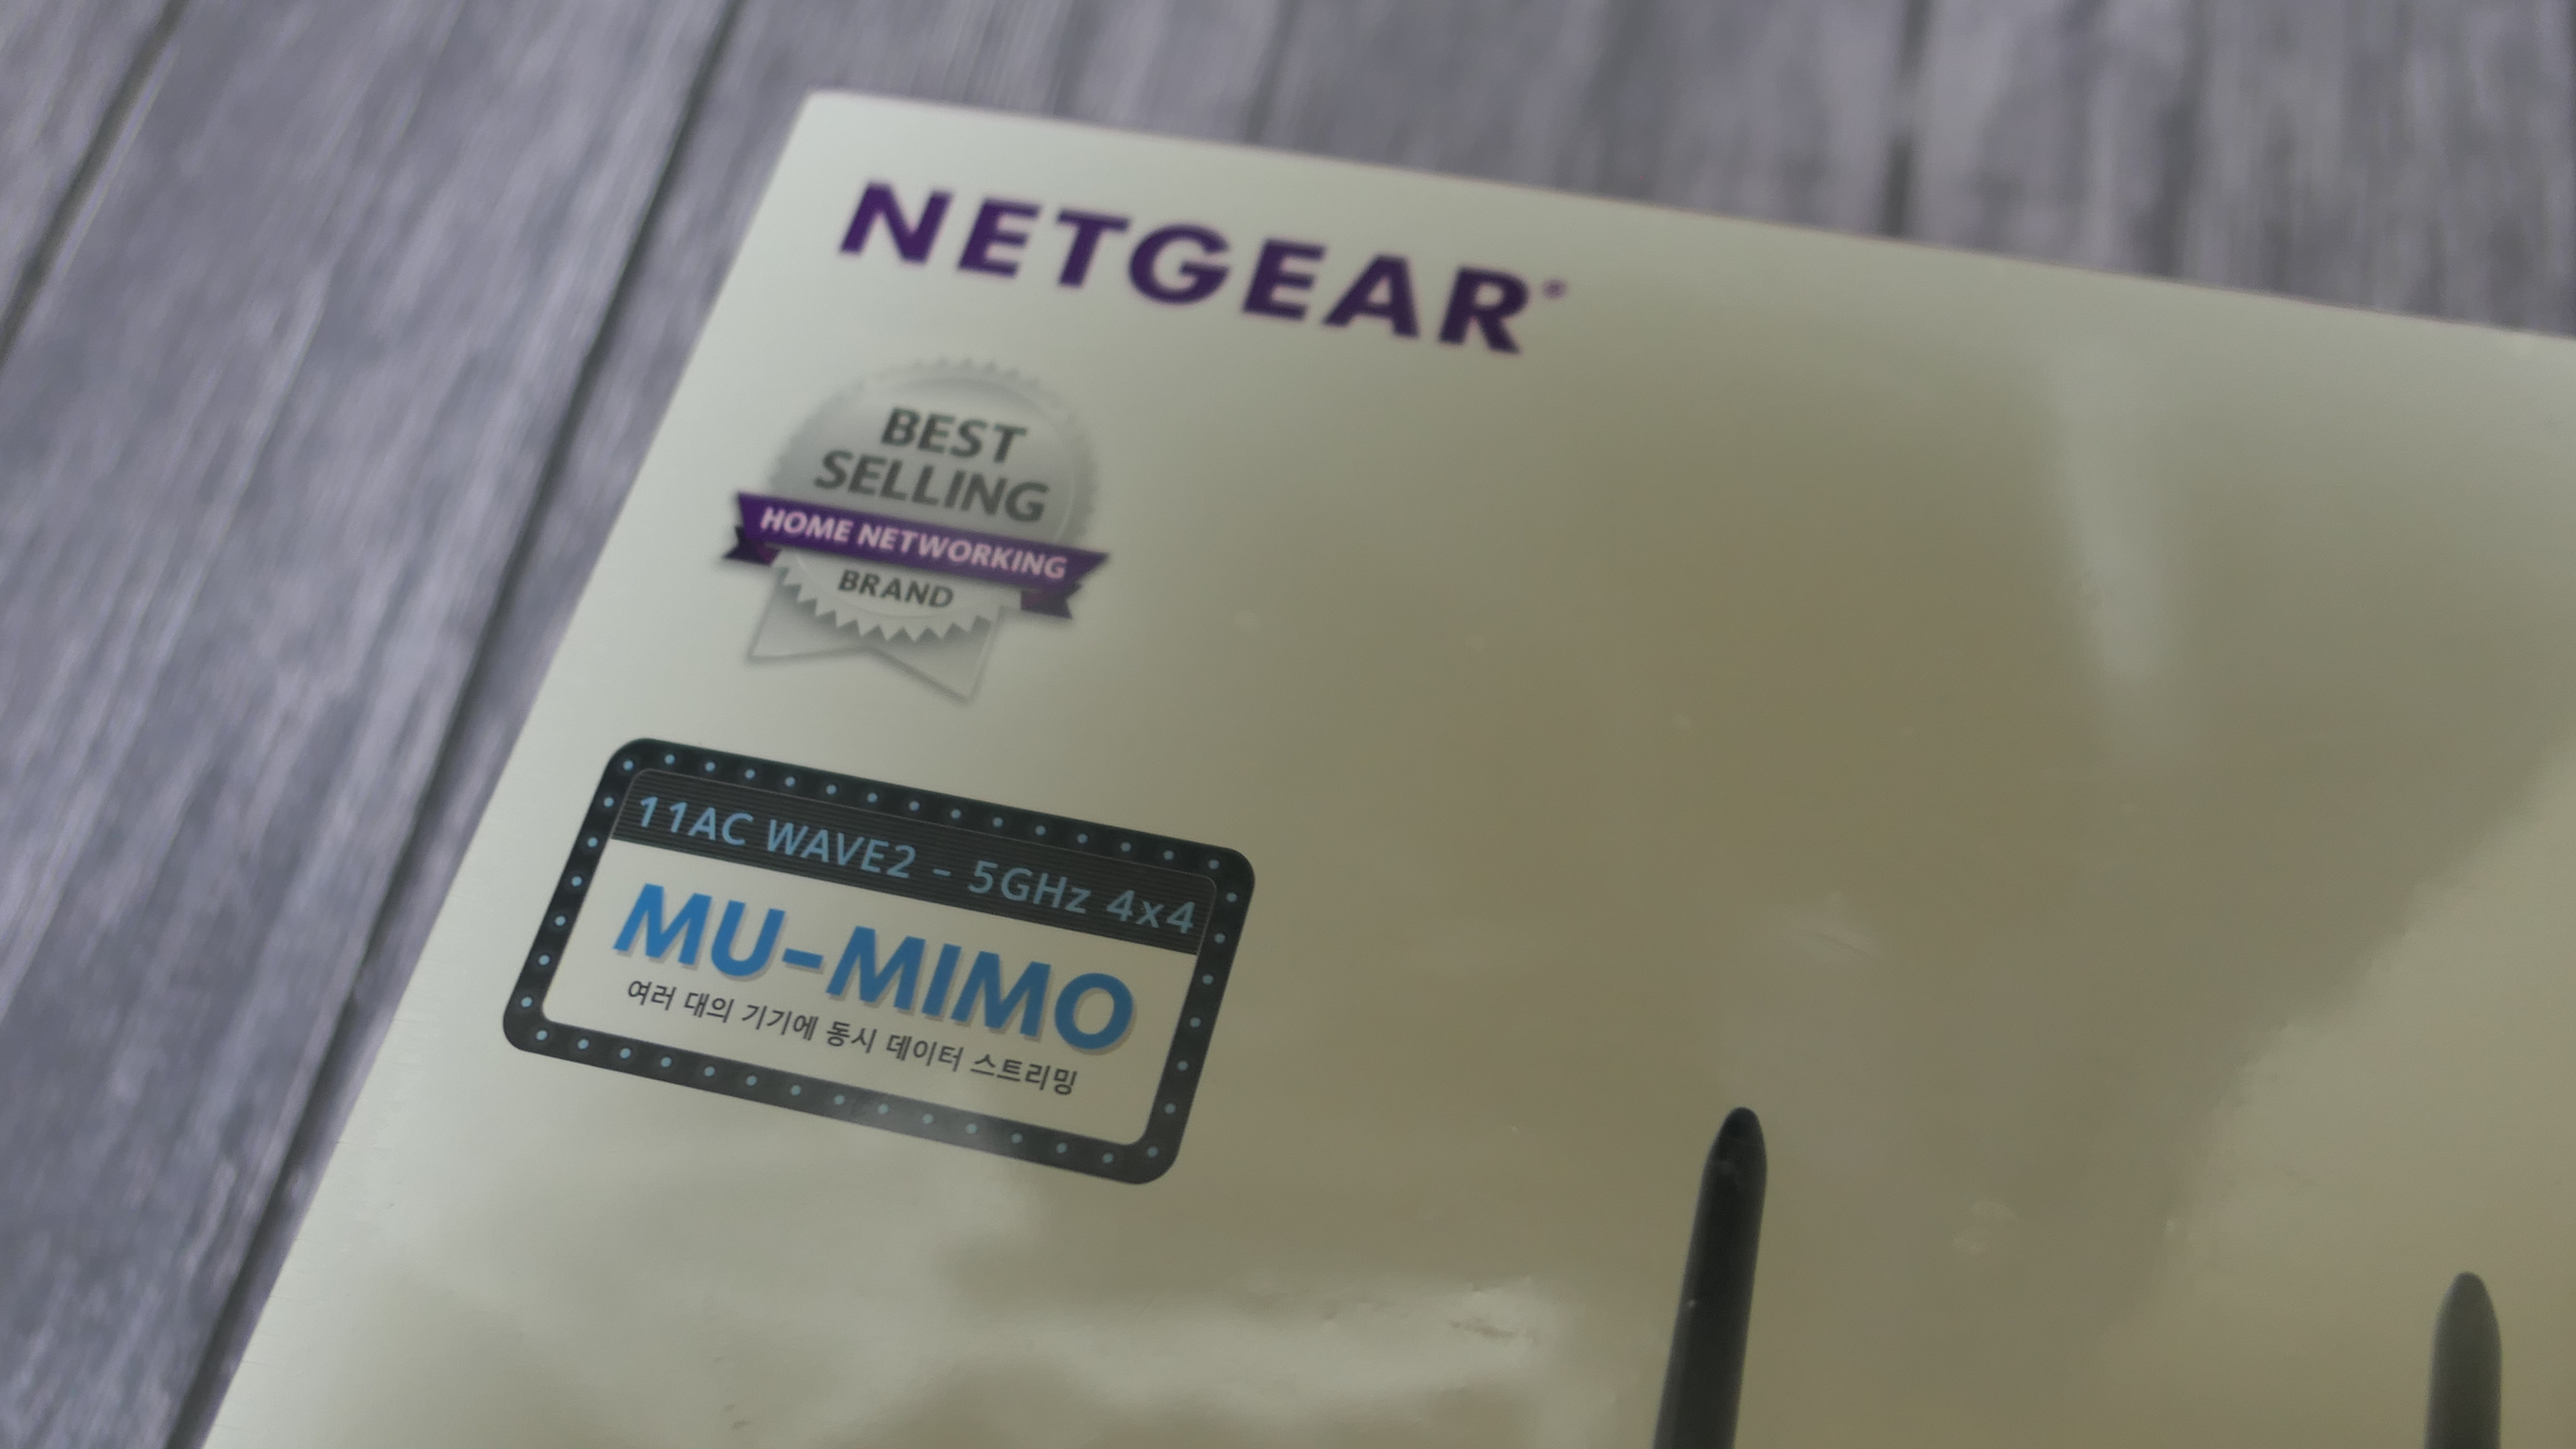 NETGEAR®
BEST
SELLING
HOME NETWORKING
BRAND
11AC WAVE2 - 5GHz 4x4
MU-MIMO
여러 대의 기기에 동시 데이터 스트리밍